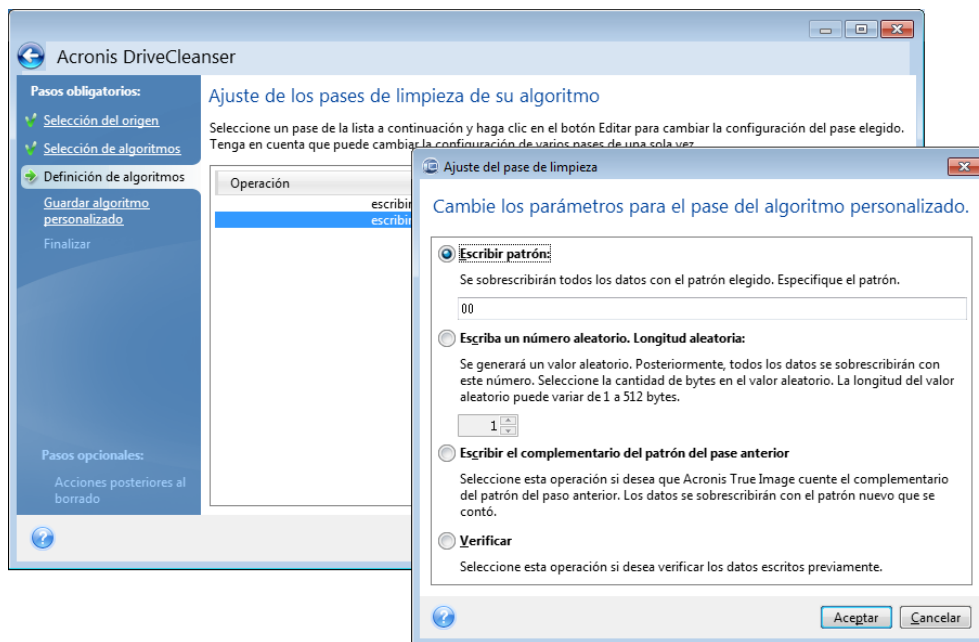 Acronis DriveCleanser
Pasos obligatorios:
Selección del origen
Selección de algoritmos
Definición de algoritmos
Guardar algoritmo
personalizado
Finalizar
Pasos opcionales:
Acciones posteriores al
borrado
Ajuste de los pases de limpieza de su algoritmo
Seleccione un pase de la lista a continuación y haga clic en el botón Editar para cambiar la configuración del pase elegido.
Tenga en cuenta que puede cambiar la configuración de varios pases de una sola vez
Operación
escribir
escribir
Ajuste del pase de limpieza
Cambie los parámetros para el pase del algoritmo personalizado.
Escribir patrón:
Se sobrescribirán todos los datos con el patrón elegido. Especifique el patrón.
00
Escriba un número aleatorio. Longitud aleatoria:
Se generará un valor aleatorio. Posteriormente, todos los datos se sobrescribirán con
este número. Seleccione la cantidad de bytes en el valor aleatorio. La longitud del valor
aleatorio puede variar de 1 a 512 bytes.
1
Escribir el complementario del patrón del pase anterior
Seleccione esta operación si desea que Acronis True Image cuente el complementario
del patrón del paso anterior. Los datos se sobrescribirán con el patrón nuevo que se
contó.
Verificar
Seleccione esta operación si desea verificar los datos escritos previamente.
Aceptar
Cancelar